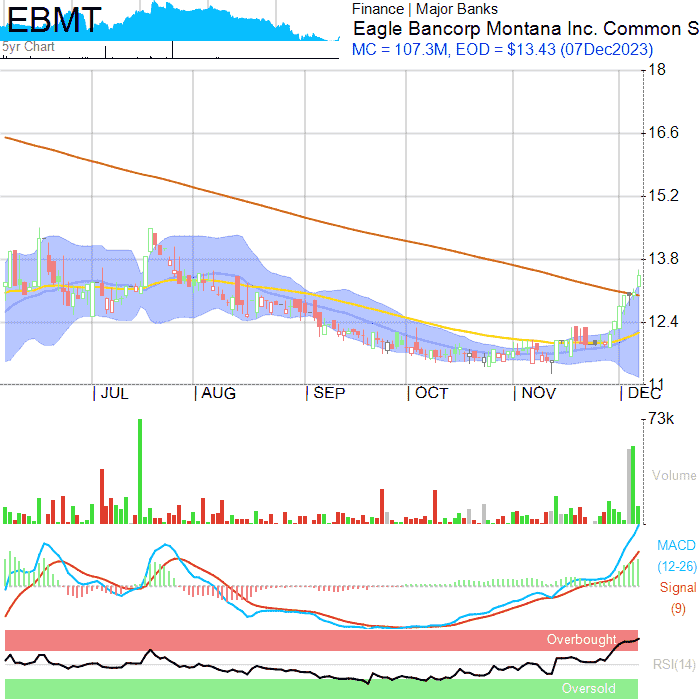 EBMT
5yr Chart
Finance | Major Banks
Eagle Bancorp Montana Inc. Common S
MC = 107.3M, EOD = $13.43 (07Dec2023)
18
16.6
15.2
13.8
12.4
11
JUL
AUG
SEP
OCT
NOV
DEC
73k
Volume
MACD
(12-26)
Signal
(9)
Overbought
RSI(14)
Oversold